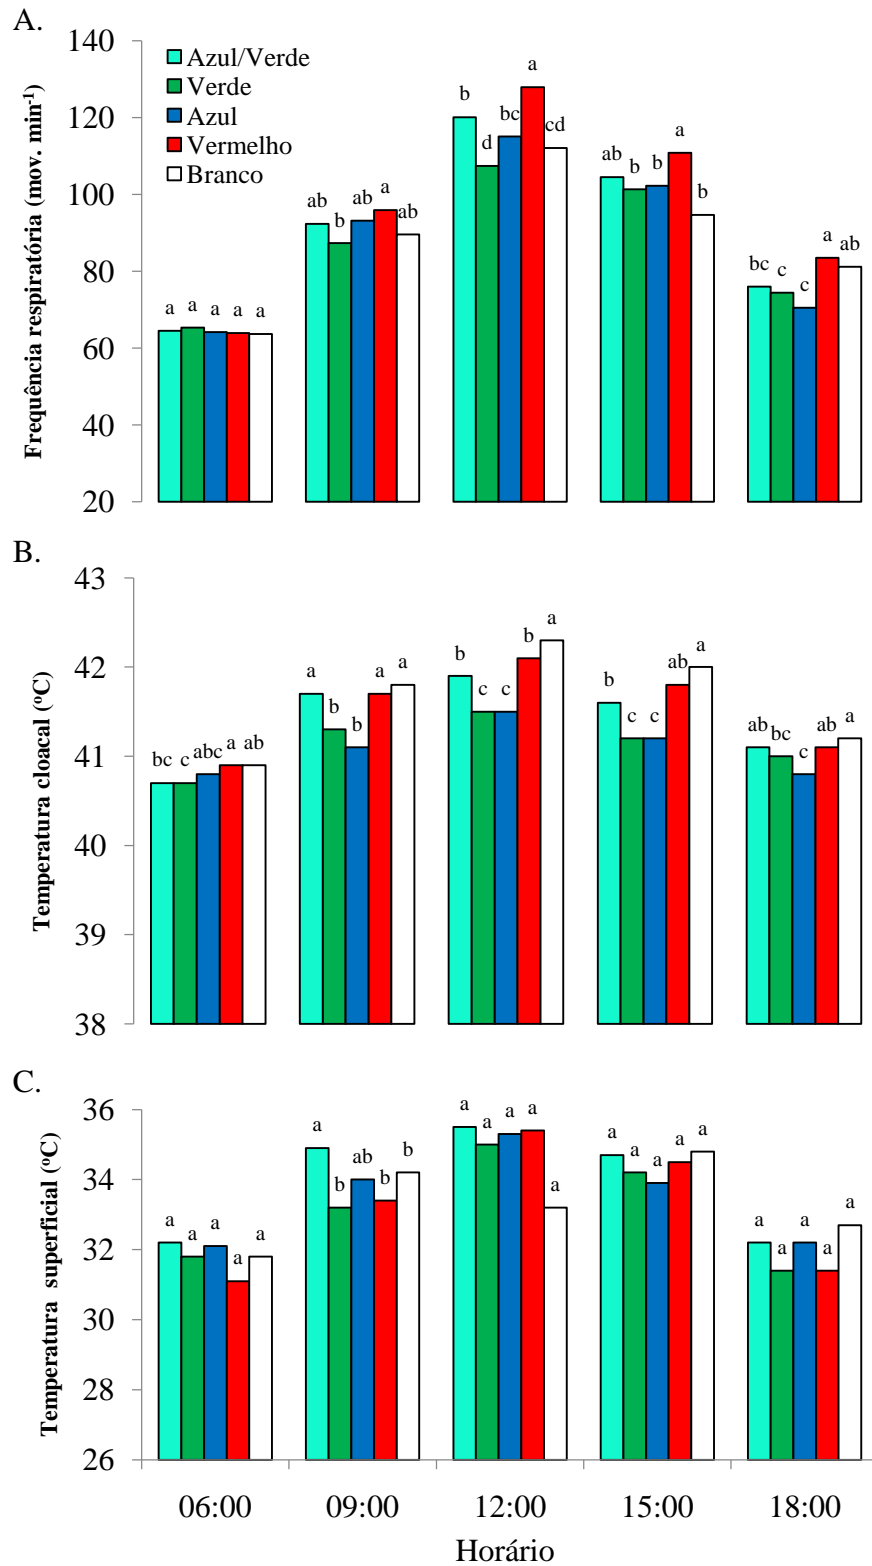 A.
Frequência respiratória (mov. min⁻¹)
140
120
100
80
60
40
20
Azul/Verde
Verde
Azul
Vermelho
Branco
a a a a a
ab b ab a ab
b d bc a cd
ab b b a b
bc c c a ab
B.
Temperatura cloacal (ºC)
43
42
41
40
39
38
bc c abc a ab
a b b a a
b c c b a
b c c ab a
ab bc c ab a
C.
Temperatura superficial (ºC)
36
34
32
30
28
26
a a a a a
a b ab b b
a a a a a
a a a a a
a a a a a
06:00 09:00 12:00 15:00 18:00
Horário